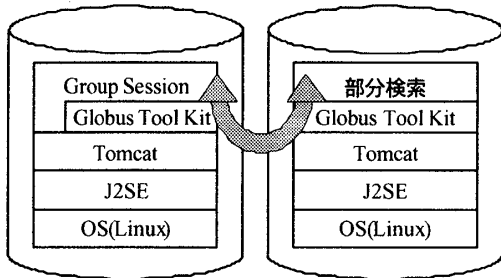 Group Session
Globus Tool Kit
Tomcat
J2SE
OS(Linux)
部分検索
Globus Tool Kit
Tomcat
J2SE
OS(Linux)